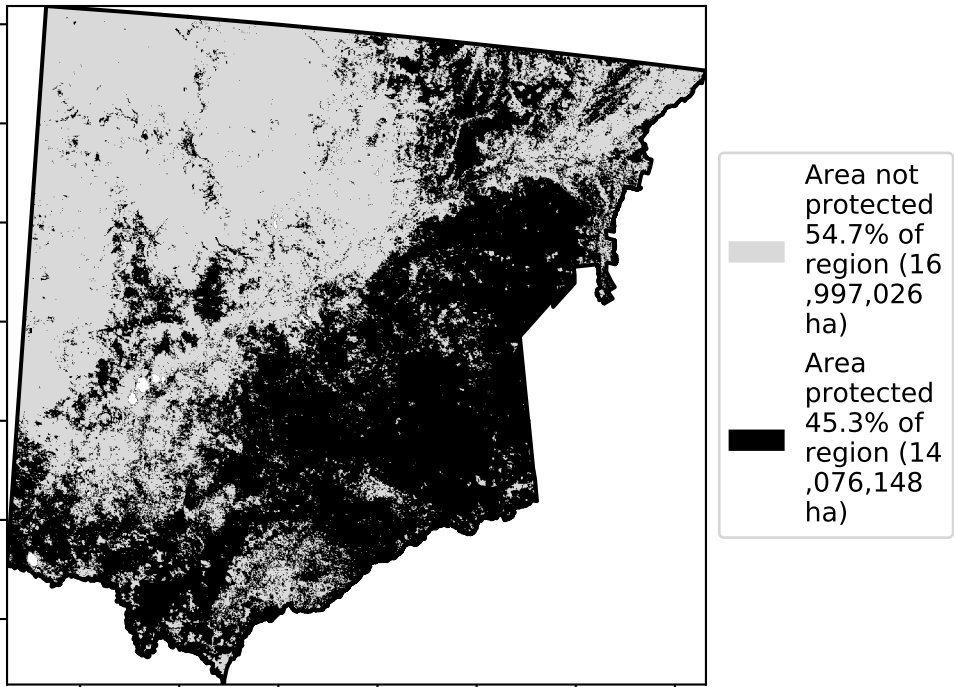 Area not
protected
54.7% of
region (16
,997,026
ha)
Area
protected
45.3% of
region (14
,076,148
ha)